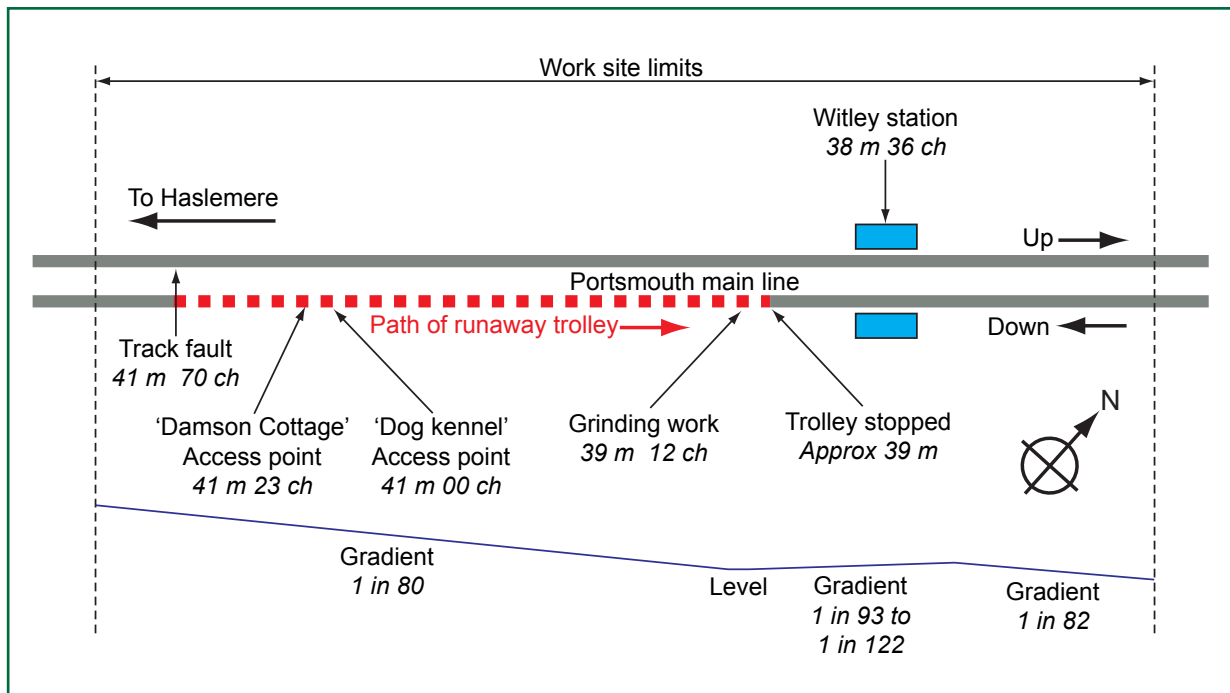 Work site limits
Witley station
38 m 36 ch
To Haslemere
Up
Portsmouth main line
Path of runaway trolley
Down
Track fault
41 m 70 ch
'Damson Cottage'
Access point
41 m 23 ch
'Dog kennel'
Access point
41 m 00 ch
Grinding work
39 m 12 ch
Trolley stopped
Approx 39 m
N
Gradient
1 in 80
Level
Gradient
1 in 93 to
1 in 122
Gradient
1 in 82